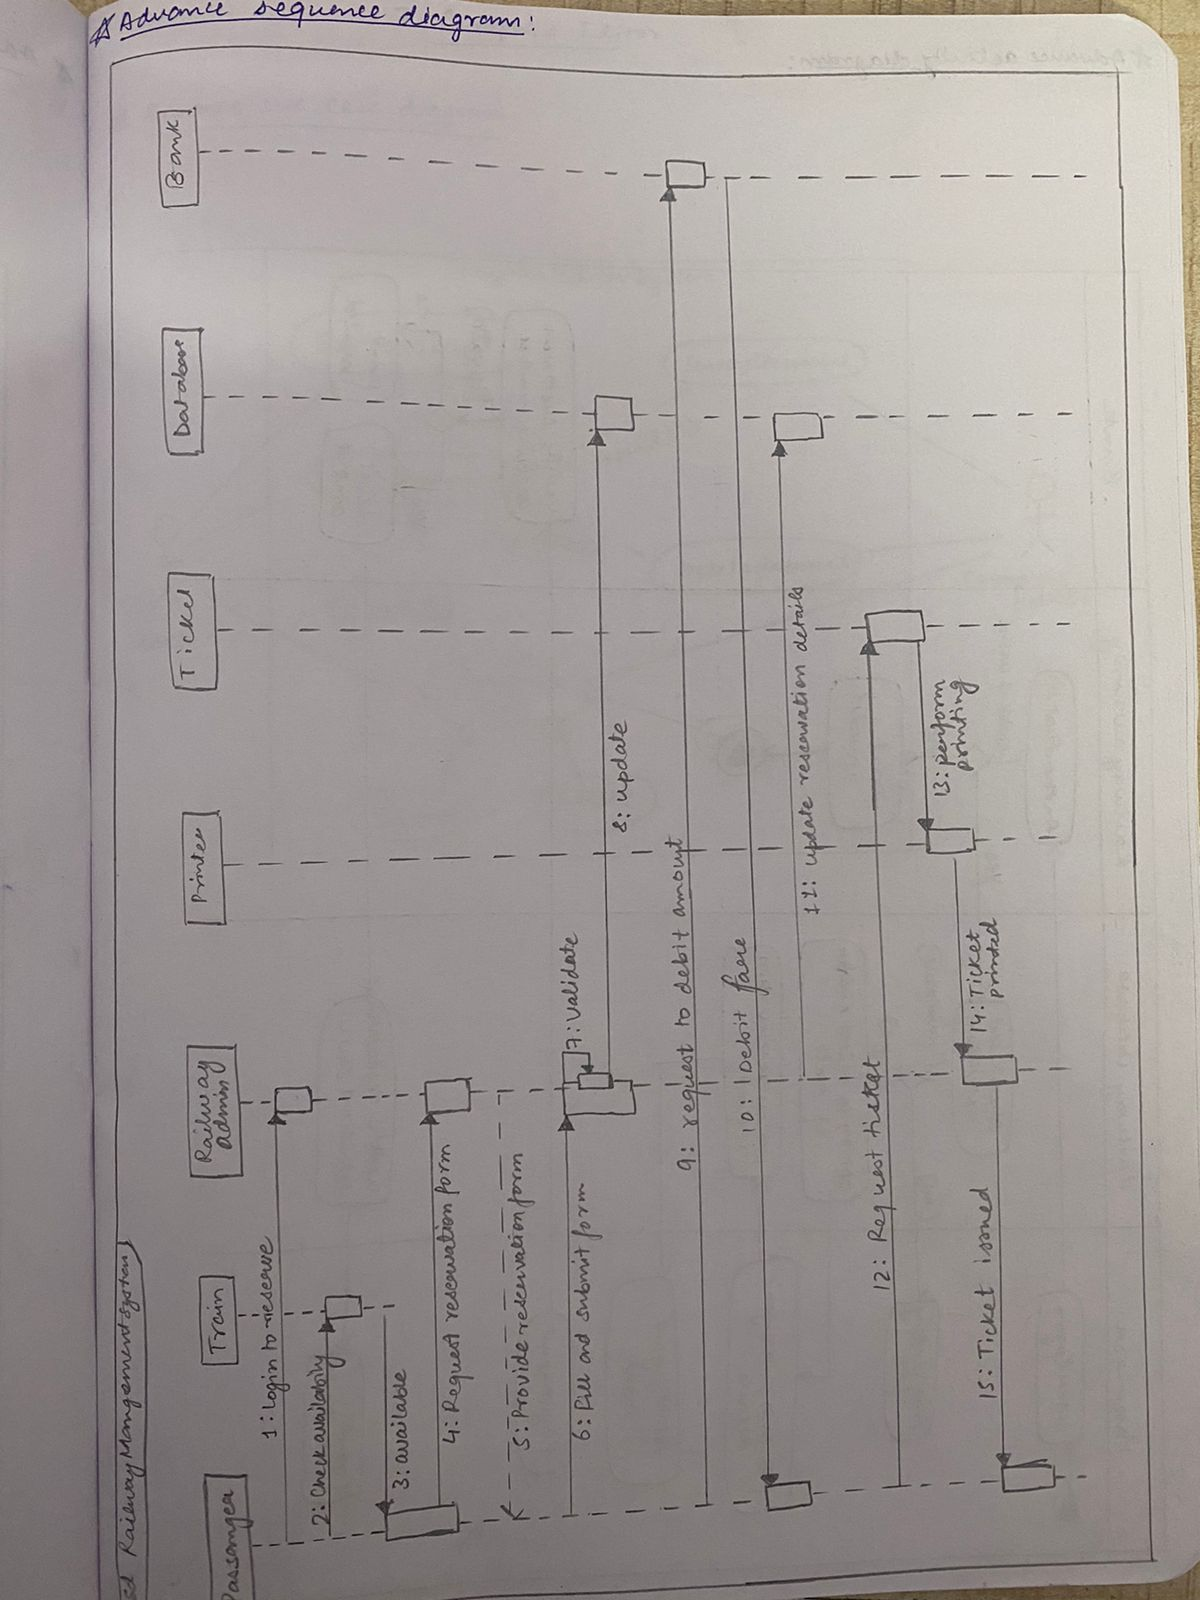 Advance sequence diagram:
sd Railway Mangement system
Passanger
Train
Railway
admin
Printer
Ticket
Database
Bank
1: Login to reserve
2: Check availability
3: available
4: Request reservation form
5: Provide reservation form
6: Fill and submit form
7: Validate
8: update
9: request to debit amount
10: Debit fare
11: update reservation details
12: Request ticket
13: perform
printing
14: Ticket
printed
15: Ticket issued